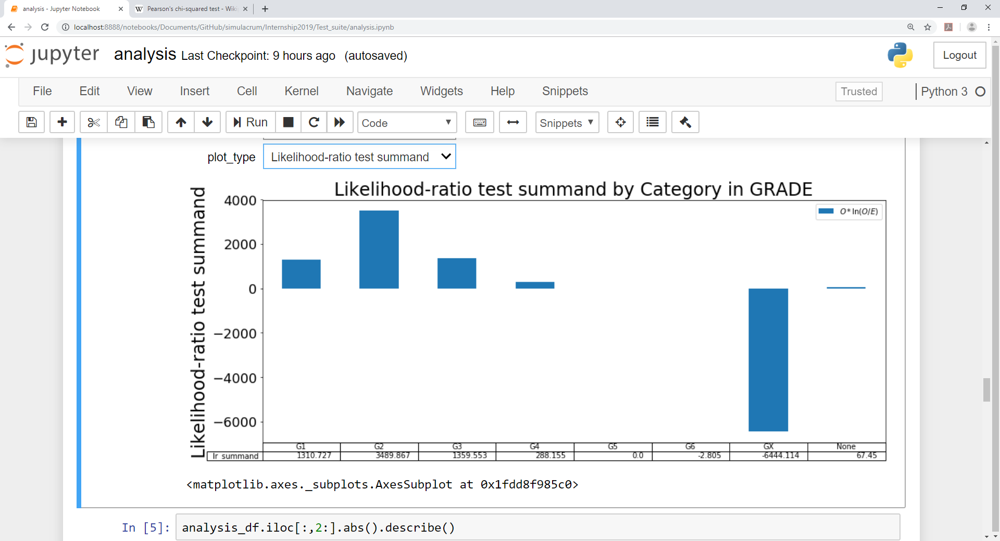 analysis - Jupyter Notebook
Pearson's chi-squared test - Wiki
localhost:8888/notebooks/Documents/GitHub/simulacrum/Internship2019/Test_suite/analysis.ipynb
jupyter analysis Last Checkpoint: 9 hours ago (autosaved)
Logout
File Edit View Insert Cell Kernel Navigate Widgets Help Snippets Trusted Python 3
Run Code Snippets
plot_type Likelihood-ratio test summand
Likelihood-ratio test summand by Category in GRADE
Likelihood-ratio test summand
O* ln(O/E)
4000
2000
0
−2000
−4000
−6000
G1 G2 G3 G4 G5 G6 GX None
lr summand 1310.727 3489.867 1359.553 288.155 0.0 -2.805 -6444.114 67.45
<matplotlib.axes._subplots.AxesSubplot at 0x1fdd8f985c0>
In [5]: analysis_df.iloc[:,2:].abs().describe()